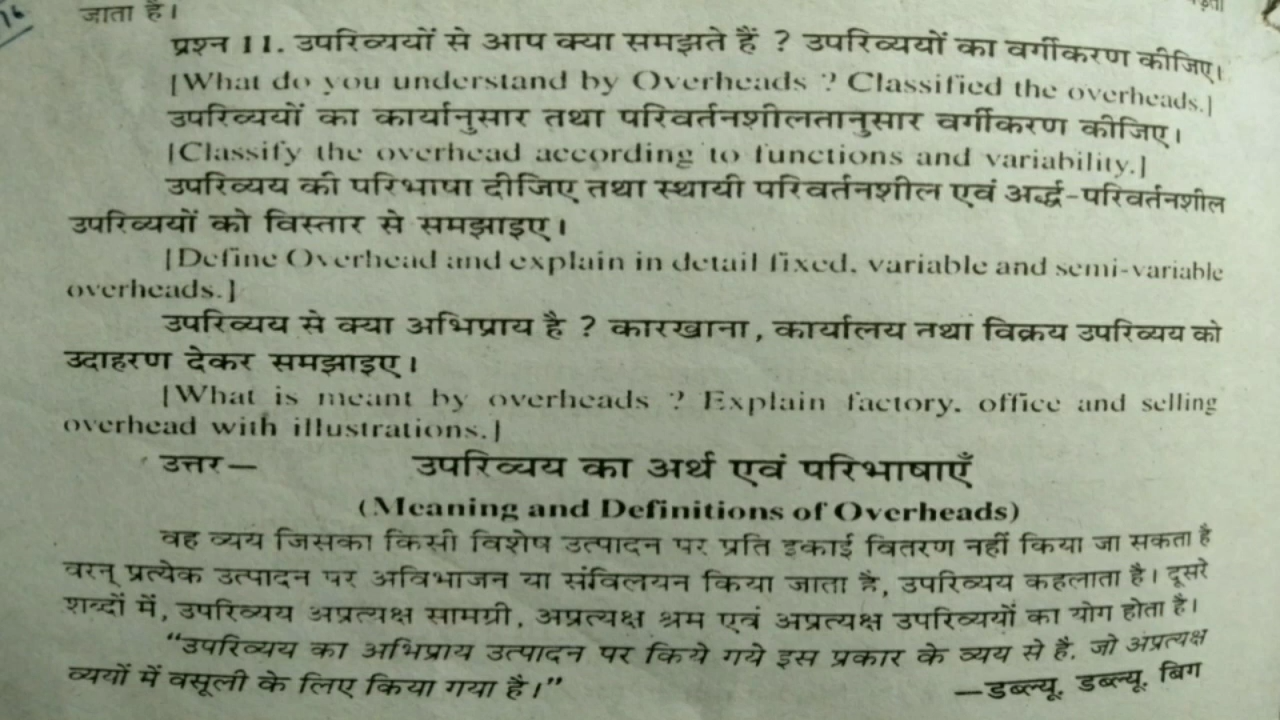 76
जाता है।
प्रश्न 11. उपरिव्ययों से आप क्या समझते हैं ? उपरिव्ययों का वर्गीकरण कीजिए।
[What do you understand by Overheads ? Classified the overheads.]
उपरिव्ययों का कार्यानुसार तथा परिवर्तनशीलतानुसार वर्गीकरण कीजिए।
[Classify the overhead according to functions and variability.]
उपरिव्यय की परिभाषा दीजिए तथा स्थायी परिवर्तनशील एवं अर्द्ध-परिवर्तनशील
उपरिव्ययों को विस्तार से समझाइए।
[Define Overhead and explain in detail fixed, variable and semi-variable
overheads.]
उपरिव्यय से क्या अभिप्राय है ? कारखाना, कार्यालय तथा विक्रय उपरिव्यय को
उदाहरण देकर समझाइए।
[What is meant by overheads ? Explain factory, office and selling
overhead with illustrations.]
उत्तर— उपरिव्यय का अर्थ एवं परिभाषाएँ
(Meaning and Definitions of Overheads)
वह व्यय जिसका किसी विशेष उत्पादन पर प्रति इकाई वितरण नहीं किया जा सकता है
वरन् प्रत्येक उत्पादन पर अविभाजन या संविलयन किया जाता है, उपरिव्यय कहलाता है। दूसरे
शब्दों में, उपरिव्यय अप्रत्यक्ष सामग्री, अप्रत्यक्ष श्रम एवं अप्रत्यक्ष उपरिव्ययों का योग होता है।
“उपरिव्यय का अभिप्राय उत्पादन पर किये गये इस प्रकार के व्यय से है, जो अप्रत्यक्ष
व्ययों में वसूली के लिए किया गया है।” —डब्ल्यू. डब्ल्यू. बिग